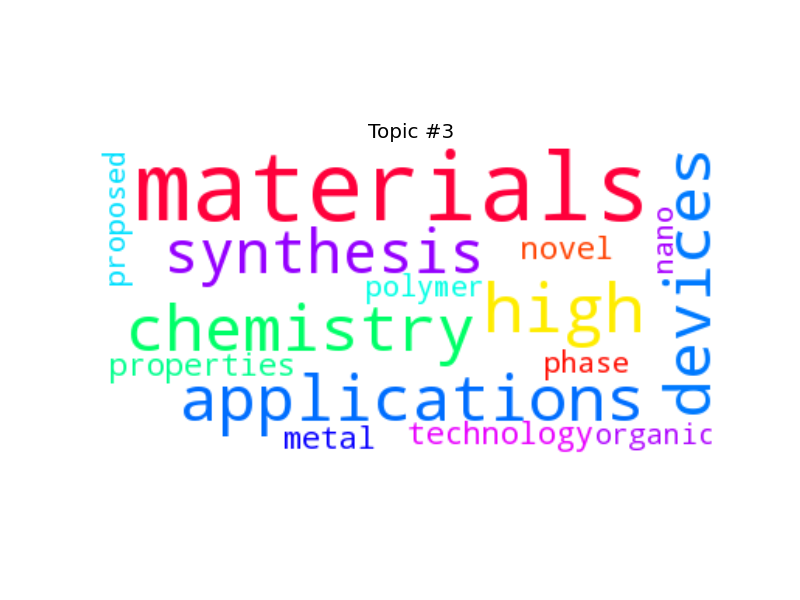 Topic #3
proposed
materials
devices
nano
synthesis
novel
polymer
high
chemistry
properties
phase
applications
metal
technology
organic